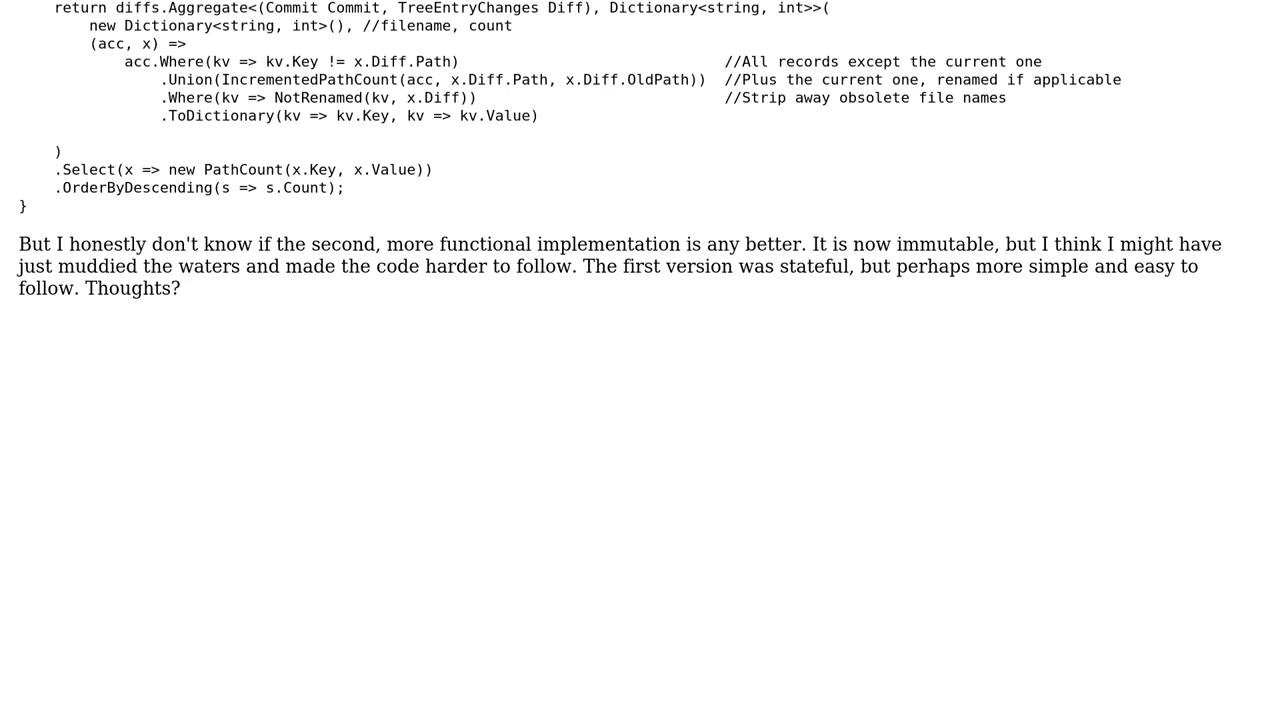 return diffs.Aggregate<(Commit Commit, TreeEntryChanges Diff), Dictionary<string, int>>(
new Dictionary<string, int>(), //filename, count
(acc, x) =>
acc.Where(kv => kv.Key != x.Diff.Path) //All records except the current one
.Union(IncrementedPathCount(acc, x.Diff.Path, x.Diff.OldPath)) //Plus the current one, renamed if applicable
.Where(kv => NotRenamed(kv, x.Diff)) //Strip away obsolete file names
.ToDictionary(kv => kv.Key, kv => kv.Value)
)
.Select(x => new PathCount(x.Key, x.Value))
.OrderByDescending(s => s.Count);
}
But I honestly don't know if the second, more functional implementation is any better. It is now immutable, but I think I might have
just muddied the waters and made the code harder to follow. The first version was stateful, but perhaps more simple and easy to
follow. Thoughts?